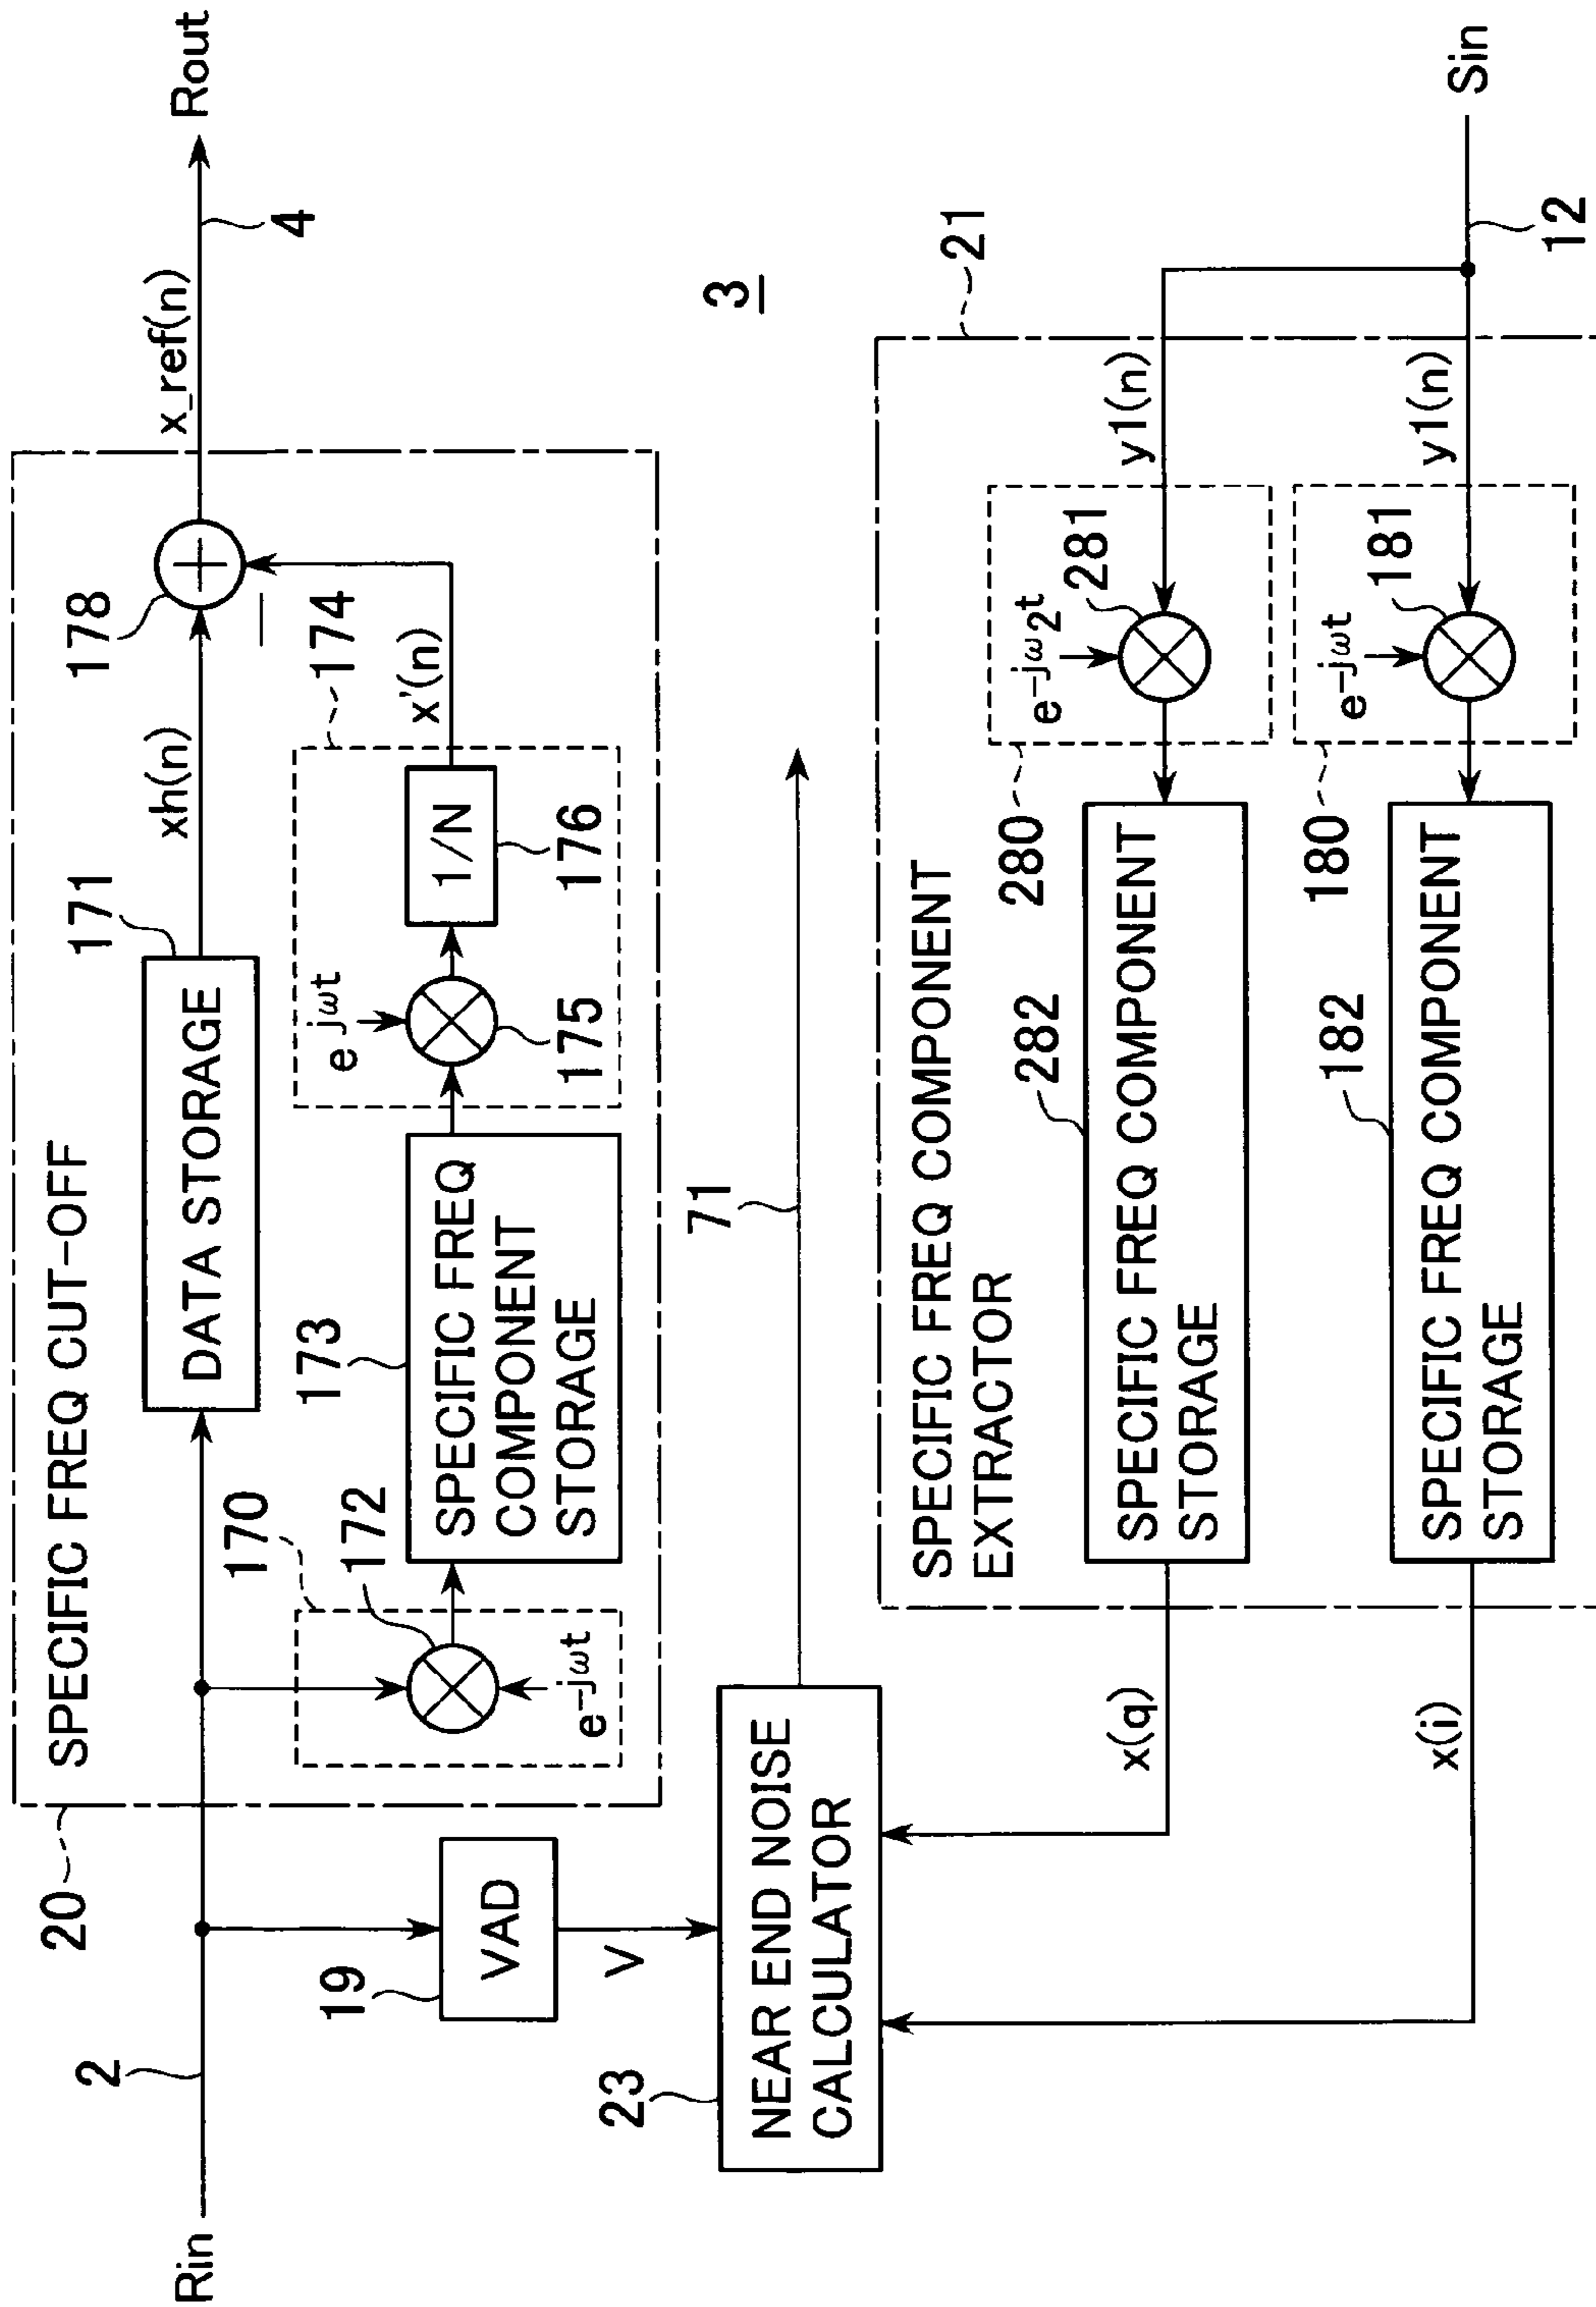 Rin
2
20
SPECIFIC FREQ CUT-OFF
DATA STORAGE
171
xh(n)
178
x_ref(n)
4
Rout
170
172
e-jωt
173
SPECIFIC FREQ
COMPONENT
STORAGE
e jωt
175
1/N
176
174
x'(n)
19
VAD
V
23
NEAR END NOISE
CALCULATOR
71
3
21
SPECIFIC FREQ COMPONENT
EXTRACTOR
282
SPECIFIC FREQ COMPONENT
STORAGE
280
e-jω2t
281
y1(n)
x(q)
182
SPECIFIC FREQ COMPONENT
STORAGE
180
e-jωt
181
y1(n)
x(i)
12
Sin